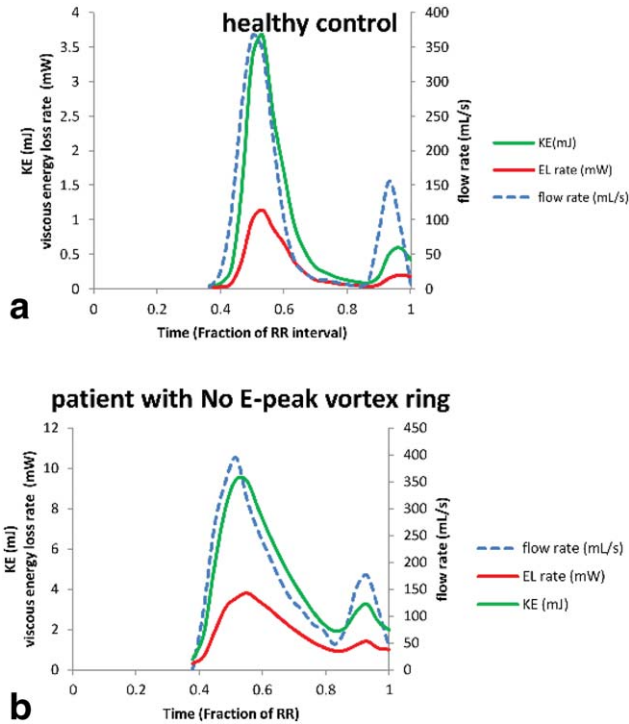 healthy control
4
3.5
3
2.5
2
1.5
1
0.5
0
KE (mJ)
viscous energy loss rate (mW)
400
350
300
250
200
150
100
50
0
flow rate (mL/s)
0 0.2 0.4 0.6 0.8 1
Time (Fraction of RR interval)
KE(mJ)
EL rate (mW)
flow rate (mL/s)
a
patient with No E-peak vortex ring
12
10
8
6
4
2
0
KE (mJ)
viscous energy loss rate (mW)
450
400
350
300
250
200
150
100
50
0
flow rate (mL/s)
0 0.2 0.4 0.6 0.8 1
Time (Fraction of RR)
flow rate (mL/s)
EL rate (mW)
KE (mJ)
b